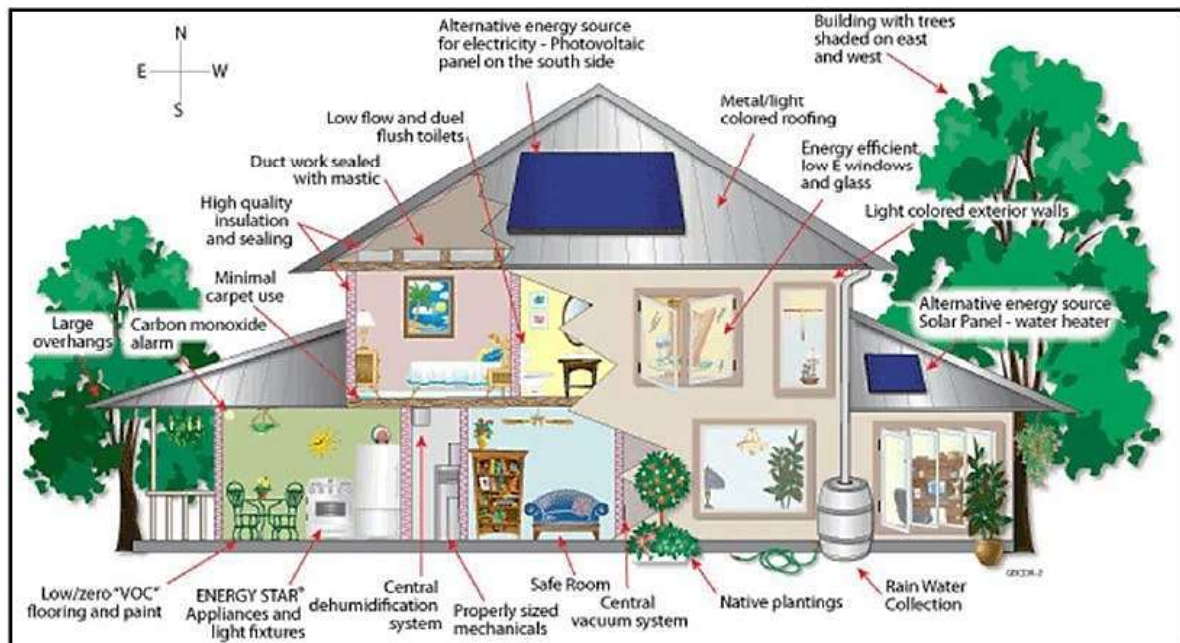 N
E W
S
Alternative energy source
for electricity - Photovoltaic
panel on the south side
Building with trees
shaded on east
and west
Low flow and duel
flush toilets
Metal/light
colored roofing
Duct work sealed
with mastic
Energy efficient,
low E windows
and glass
High quality
insulation
and sealing
Light colored exterior walls
Minimal
carpet use
Large
overhangs
Carbon monoxide
alarm
Alternative energy source
Solar Panel - water heater
Low/zero "VOC"
flooring and paint
ENERGY STAR®
Appliances and
light fixtures
Central
dehumidification
system
Properly sized
mechanicals
Safe Room
Central
vacuum system
Native plantings
Rain Water
Collection